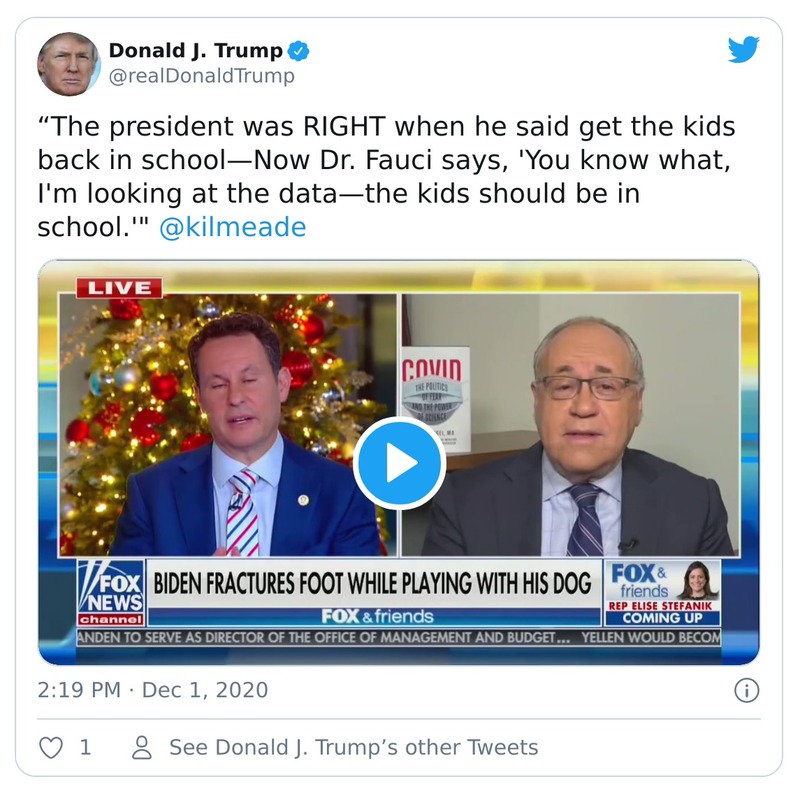 Donald J. Trump
@realDonaldTrump
“The president was RIGHT when he said get the kids
back in school—Now Dr. Fauci says, 'You know what,
I'm looking at the data—the kids should be in
school.'" @kilmeade
LIVE
COVID
THE POLITICS
OF FEAR
AND THE POWER
OF SCIENCE
FOX
NEWS
channel
BIDEN FRACTURES FOOT WHILE PLAYING WITH HIS DOG
FOX & friends
FOX &
friends
REP ELISE STEFANIK
COMING UP
ANDEN TO SERVE AS DIRECTOR OF THE OFFICE OF MANAGEMENT AND BUDGET... YELLEN WOULD BECOM
2:19 PM · Dec 1, 2020
1
See Donald J. Trump’s other Tweets